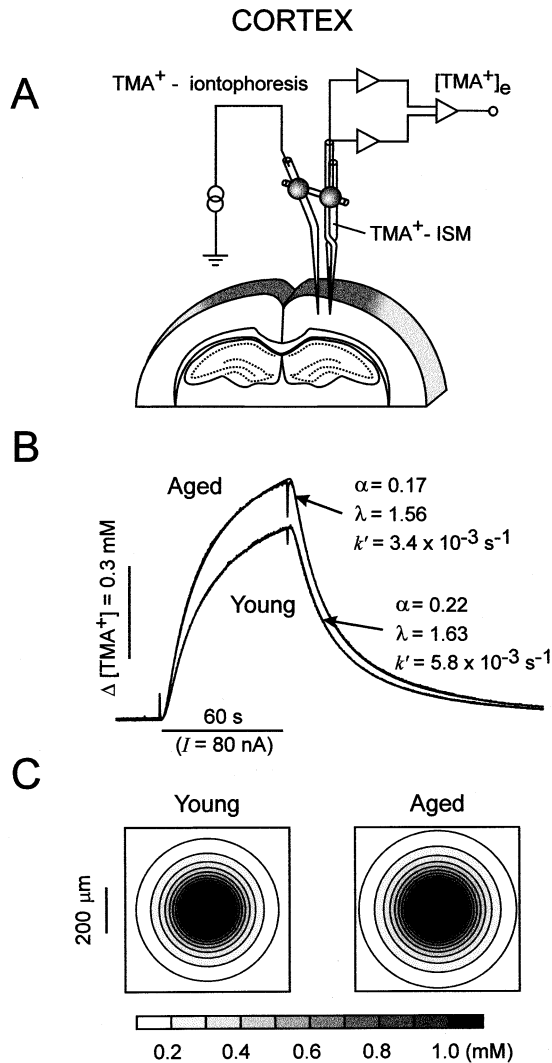 CORTEX
A
TMA+ - iontophoresis
[TMA+]e
TMA+- ISM
B
Aged
α = 0.17
λ = 1.56
k′ = 3.4 x 10-3 s-1
Δ [TMA+] = 0.3 mM
Young
α = 0.22
λ = 1.63
k′ = 5.8 x 10-3 s-1
60 s
(I = 80 nA)
C
Young
Aged
200 µm
0.2 0.4 0.6 0.8 1.0 (mM)